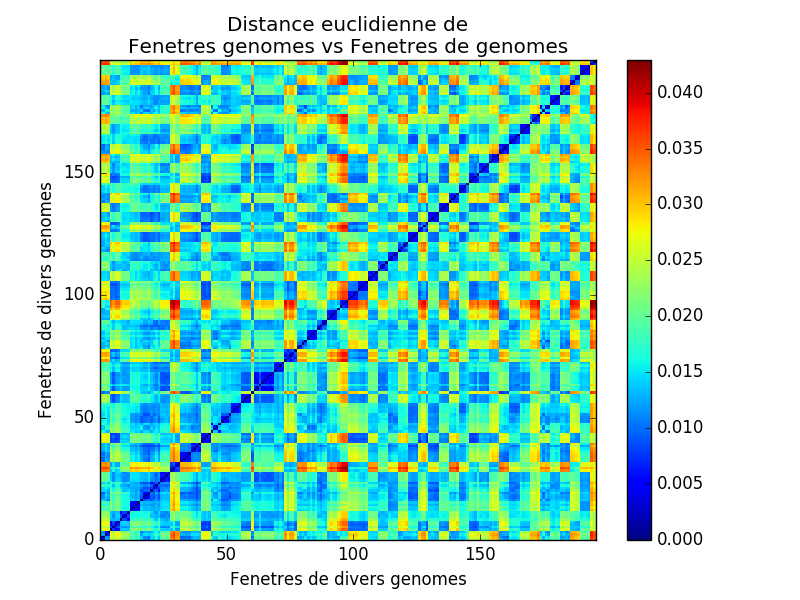 Distance euclidienne de
Fenetres genomes vs Fenetres de genomes
Fenetres de divers genomes
150
100
50
0
0 50 100 150
Fenetres de divers genomes
0.040
0.035
0.030
0.025
0.020
0.015
0.010
0.005
0.000